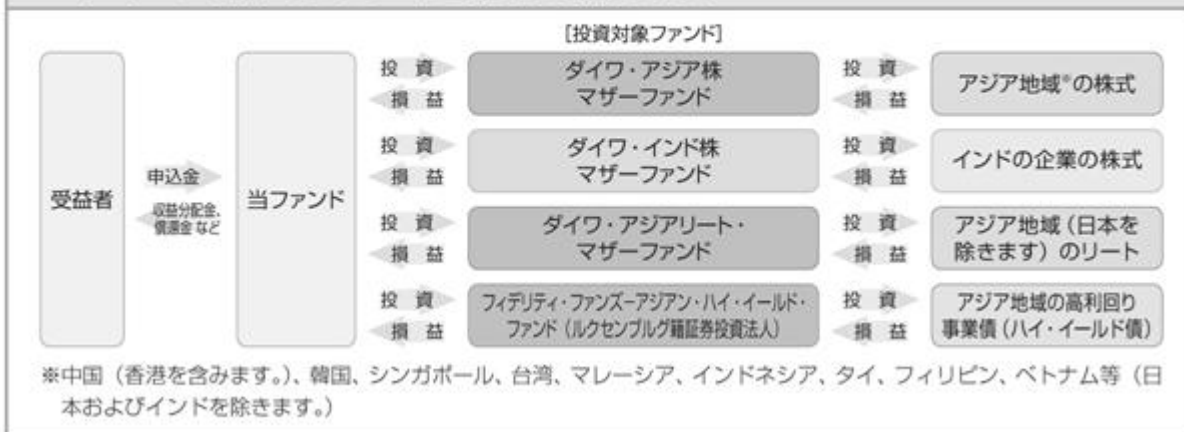 [投資対象ファンド]
受益者
申込金
収益分配金、
償還金 など
当ファンド
投 資
損 益
ダイワ・アジア株
マザーファンド
投 資
損 益
アジア地域※の株式
投 資
損 益
ダイワ・インド株
マザーファンド
投 資
損 益
インドの企業の株式
投 資
損 益
ダイワ・アジアリート・
マザーファンド
投 資
損 益
アジア地域(日本を
除きます)のリート
投 資
損 益
フィデリティ・ファンズ－アジアン・ハイ・イールド・
ファンド(ルクセンブルグ籍証券投資法人)
投 資
損 益
アジア地域の高利回り
事業債(ハイ・イールド債)
※中国(香港を含みます。)、韓国、シンガポール、台湾、マレーシア、インドネシア、タイ、フィリピン、ベトナム等(日
本およびインドを除きます。)